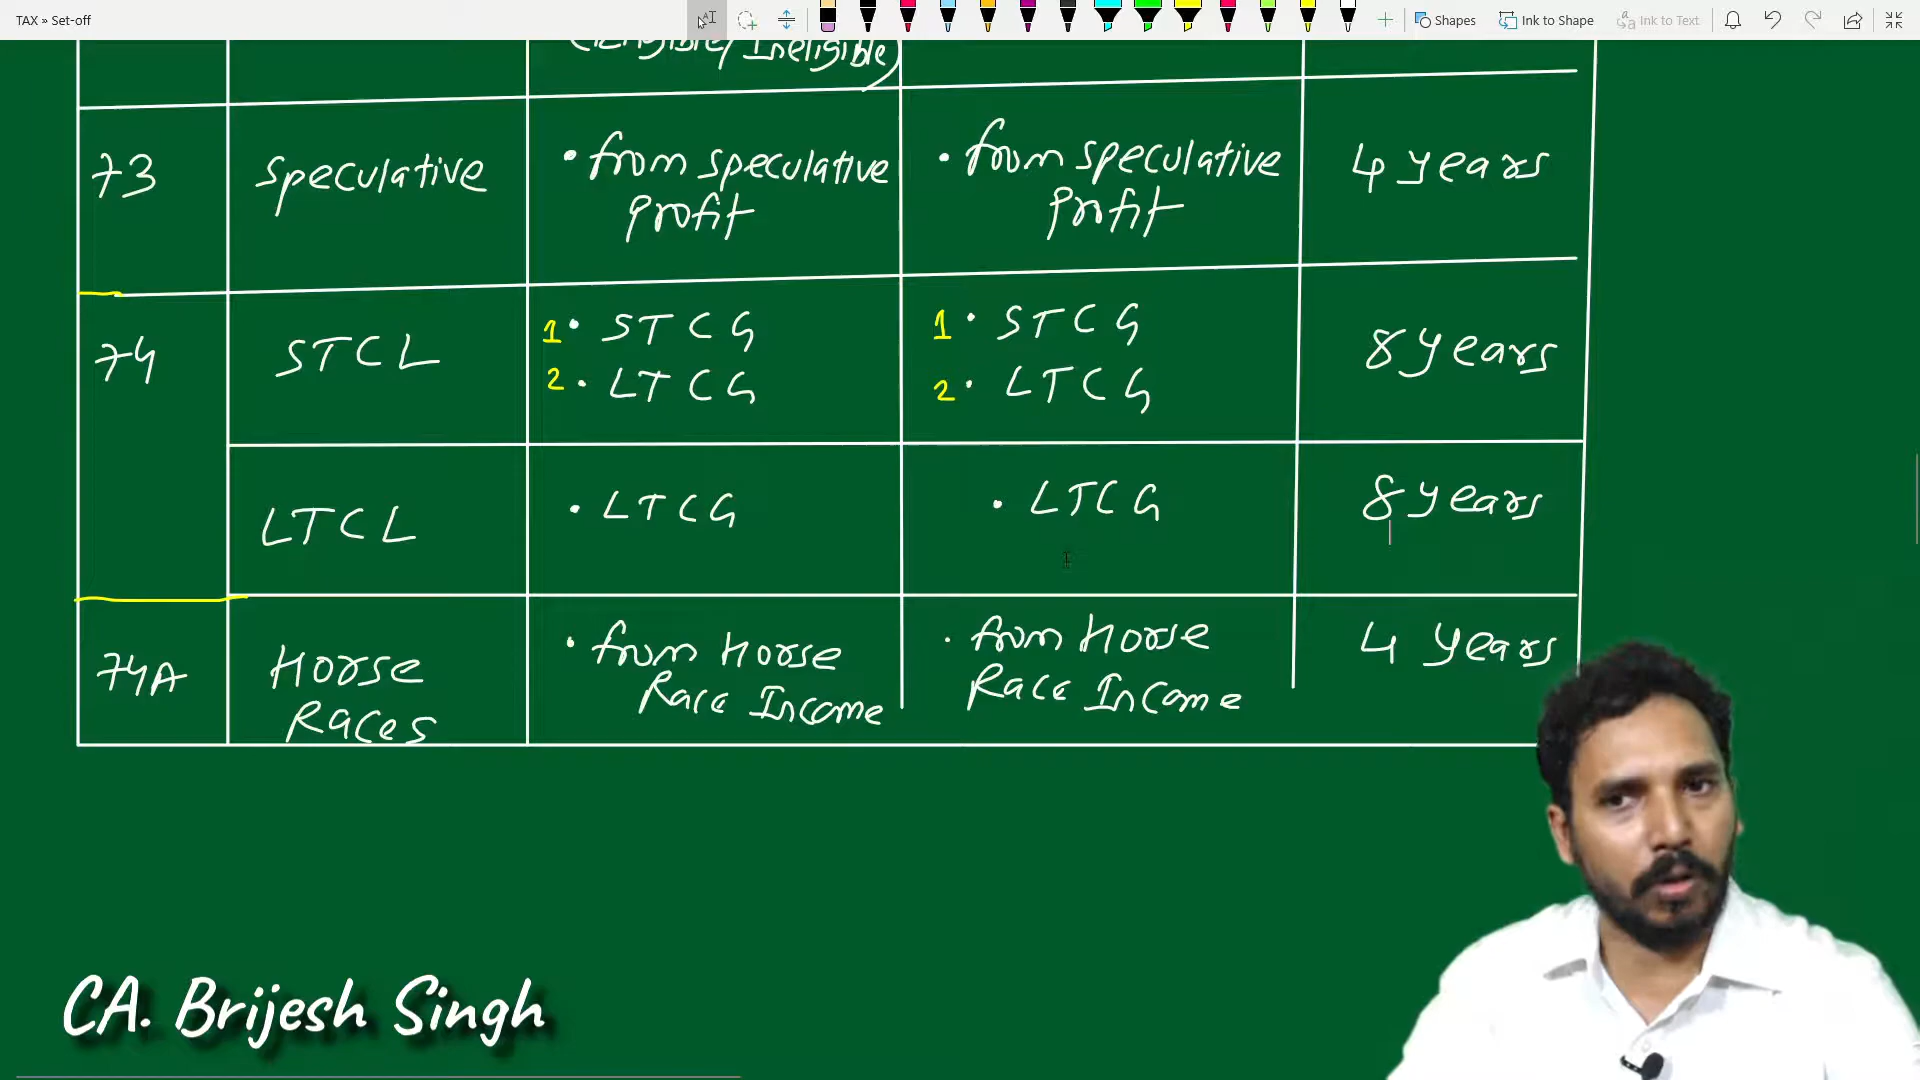 TAX » Set-off
Shapes
Ink to Shape
Ink to Text
(Eligible/Ineligible)
73
Speculative
• from speculative
profit
• from speculative
profit
4 years
74
STCL
1 • STCG
2 • LTCG
1 • STCG
2 • LTCG
8 years
LTCL
• LTCG
• LTCG
8 years
74A
Horse
Races
• from Horse
Race Income
• from Horse
Race Income
4 years
CA. Brijesh Singh